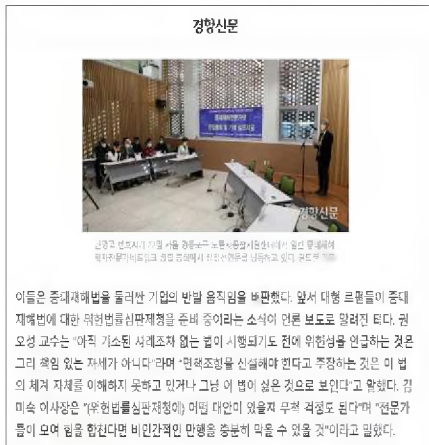 경향신문
경향신문
이들은 중대재해법을 둘러싼 기업의 반발 움직임을 비판했다. 앞서 대형 로펌들이 중대
재해법에 대한 위헌법률심판제청을 준비 중이라는 소식이 언론 보도로 알려진 터다. 권
오성 교수는 "아직 기소된 사례조차 없는 법이 시행되기도 전에 위헌성을 언급하는 것은
그리 책임 있는 자세가 아니다"라며 "면책조항을 신설해야 한다고 주장하는 것은 이 법
의 체계 자체를 이해하지 못하고 있거나 그냥 이 법이 싫은 것으로 보인다"고 말했다. 김
미숙 이사장은 "(위헌법률심판제청에) 어떤 대안이 있을지 무척 걱정도 된다"며 "전문가
들이 모여 힘을 합친다면 비인간적인 만행을 충분히 막을 수 있을 것"이라고 말했다.